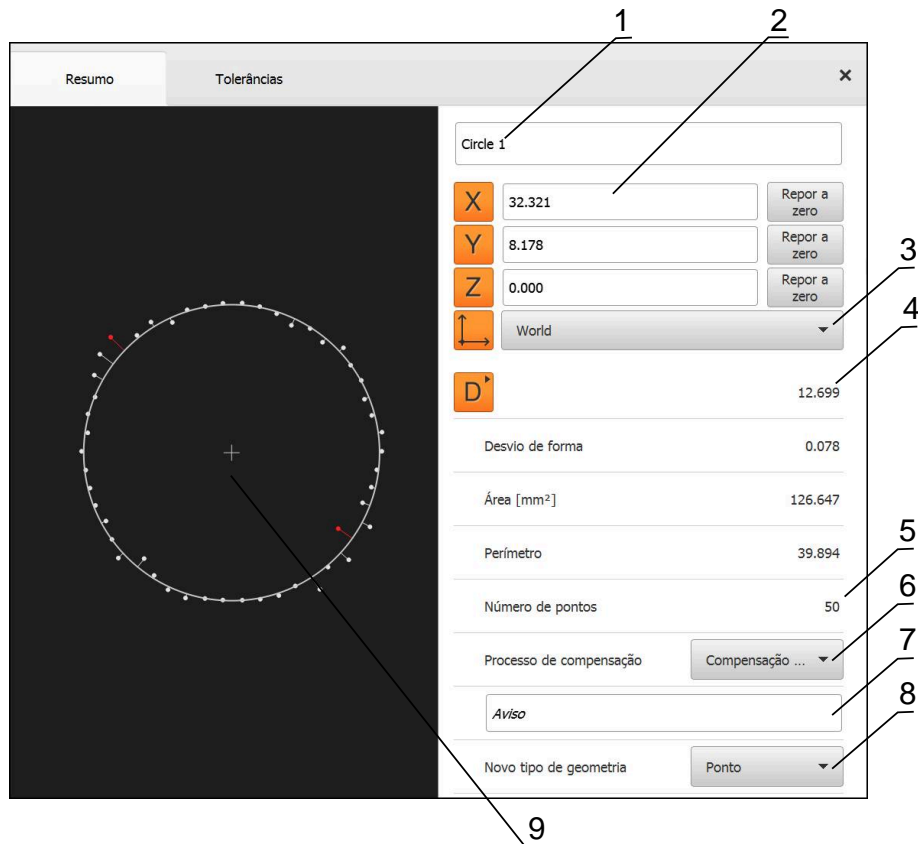 1
2
Resumo
Tolerâncias
×
Circle 1
X
32.321
Repor a
zero
Y
8.178
Repor a
zero
3
Z
0.000
Repor a
zero
4
World
D
12.699
Desvio de forma
0.078
Área [mm²]
126.647
5
Perímetro
39.894
6
Número de pontos
50
7
Processo de compensação
Compensação ...
8
Aviso
Novo tipo de geometria
Ponto
9